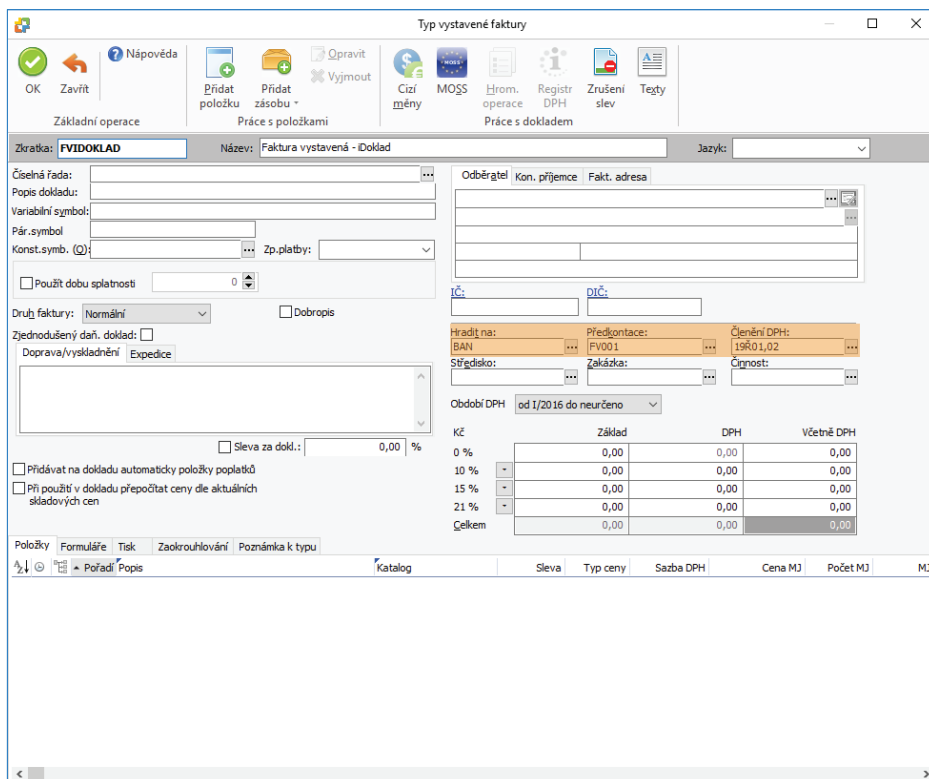 Typ vystavené faktury
OK
Zavřít
Nápověda
Základní operace
Přidat položku
Přidat zásobu
Opravit
Vyjmout
Práce s položkami
Cizí měny
MOSS
MOSS
Hrom. operace
Registr DPH
Zrušení slev
Texty
Práce s dokladem
Zkratka: FVIDOKLAD Název: Faktura vystavená - iDoklad Jazyk:
Číselná řada:
Popis dokladu:
Variabilní symbol:
Pár.symbol
Konst.symb. (Q): Zp.platby:
Použít dobu splatnosti 0
Druh faktury: Normální Dobropis
Zjednodušený daň. doklad:
Doprava/vyskladnění Expedice
Sleva za dokl.: 0,00 %
Přidávat na dokladu automaticky položky poplatků
Při použití v dokladu přepočítat ceny dle aktuálních
skladových cen
Odběratel Kon. příjemce Fakt. adresa
IČ: DIČ:
Hradit na: Předkontace: Členění DPH:
BAN FV001 19Ř01,02
Středisko: Zakázka: Činnost:
Období DPH od I/2016 do neurčeno
Kč Základ DPH Včetně DPH
0 % 0,00 0,00 0,00
10 % 0,00 0,00 0,00
15 % 0,00 0,00 0,00
21 % 0,00 0,00 0,00
Celkem 0,00 0,00 0,00
Položky Formuláře Tisk Zaokrouhlování Poznámka k typu
Pořadí Popis Katalog Sleva Typ ceny Sazba DPH Cena MJ Počet MJ MJ